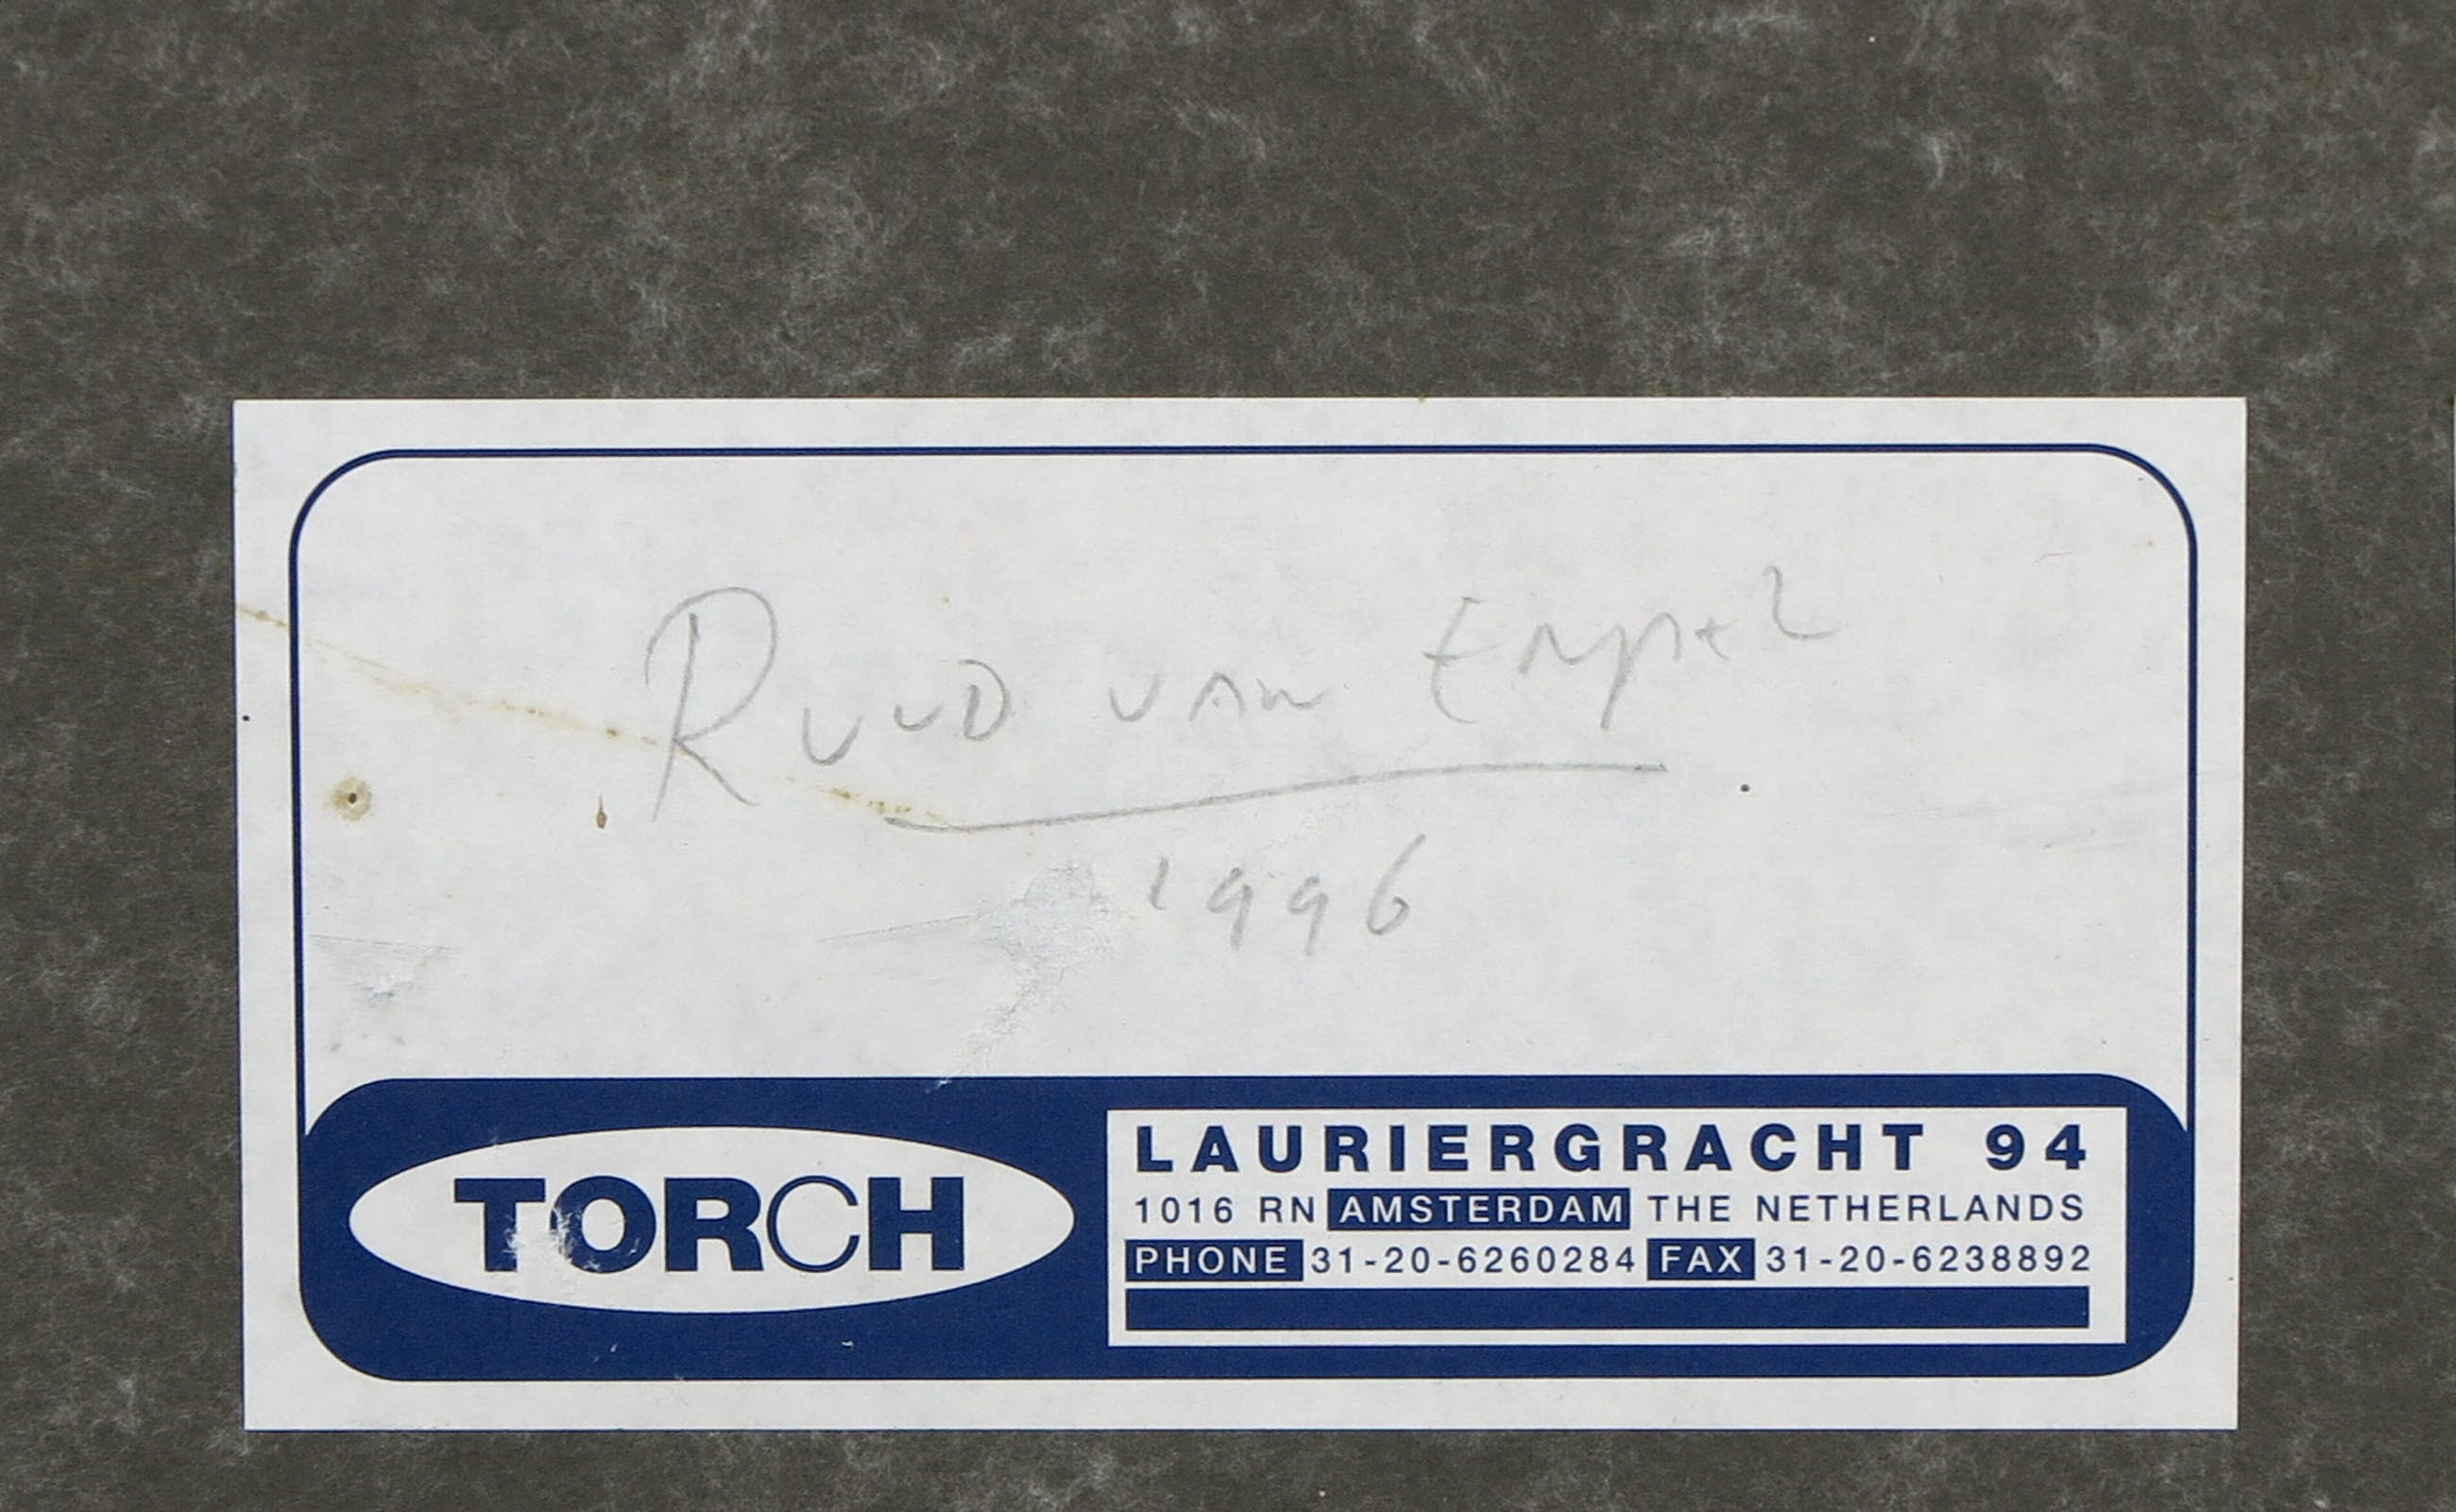 Ruud van Empel
1996
TORCH
LAURIERGRACHT 94
1016 RN AMSTERDAM THE NETHERLANDS
PHONE 31-20-6260284 FAX 31-20-6238892